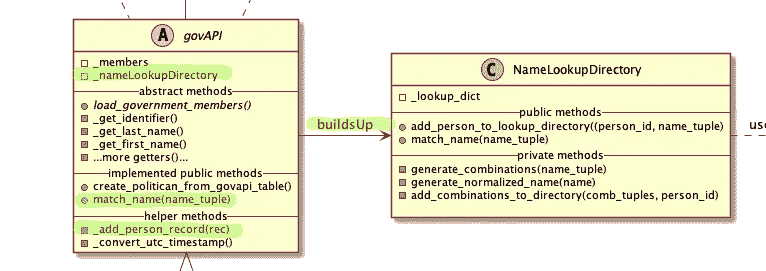 A govAPI
_members
_nameLookupDirectory
abstract methods
load_government_members()
_get_identifier()
_get_last_name()
_get_first_name()
...more getters()...
implemented public methods
create_politican_from_govapi_table()
match_name(name_tuple)
helper methods
_add_person_record(rec)
_convert_utc_timestamp()
buildsUp
C NameLookupDirectory
_lookup_dict
public methods
add_person_to_lookup_directory((person_id, name_tuple)
match_name(name_tuple)
private methods
generate_combinations(name_tuple)
generate_normalized_name(name)
add_combinations_to_directory(comb_tuples, person_id)